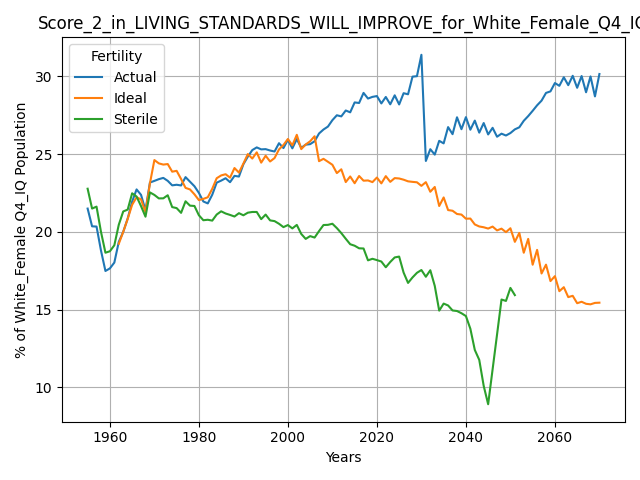 Score_2_in_LIVING_STANDARDS_WILL_IMPROVE_for_White_Female_Q4_IQ
Fertility
Actual
Ideal
Sterile
% of White_Female Q4_IQ Population
30
25
20
15
10
1960 1980 2000 2020 2040 2060
Years